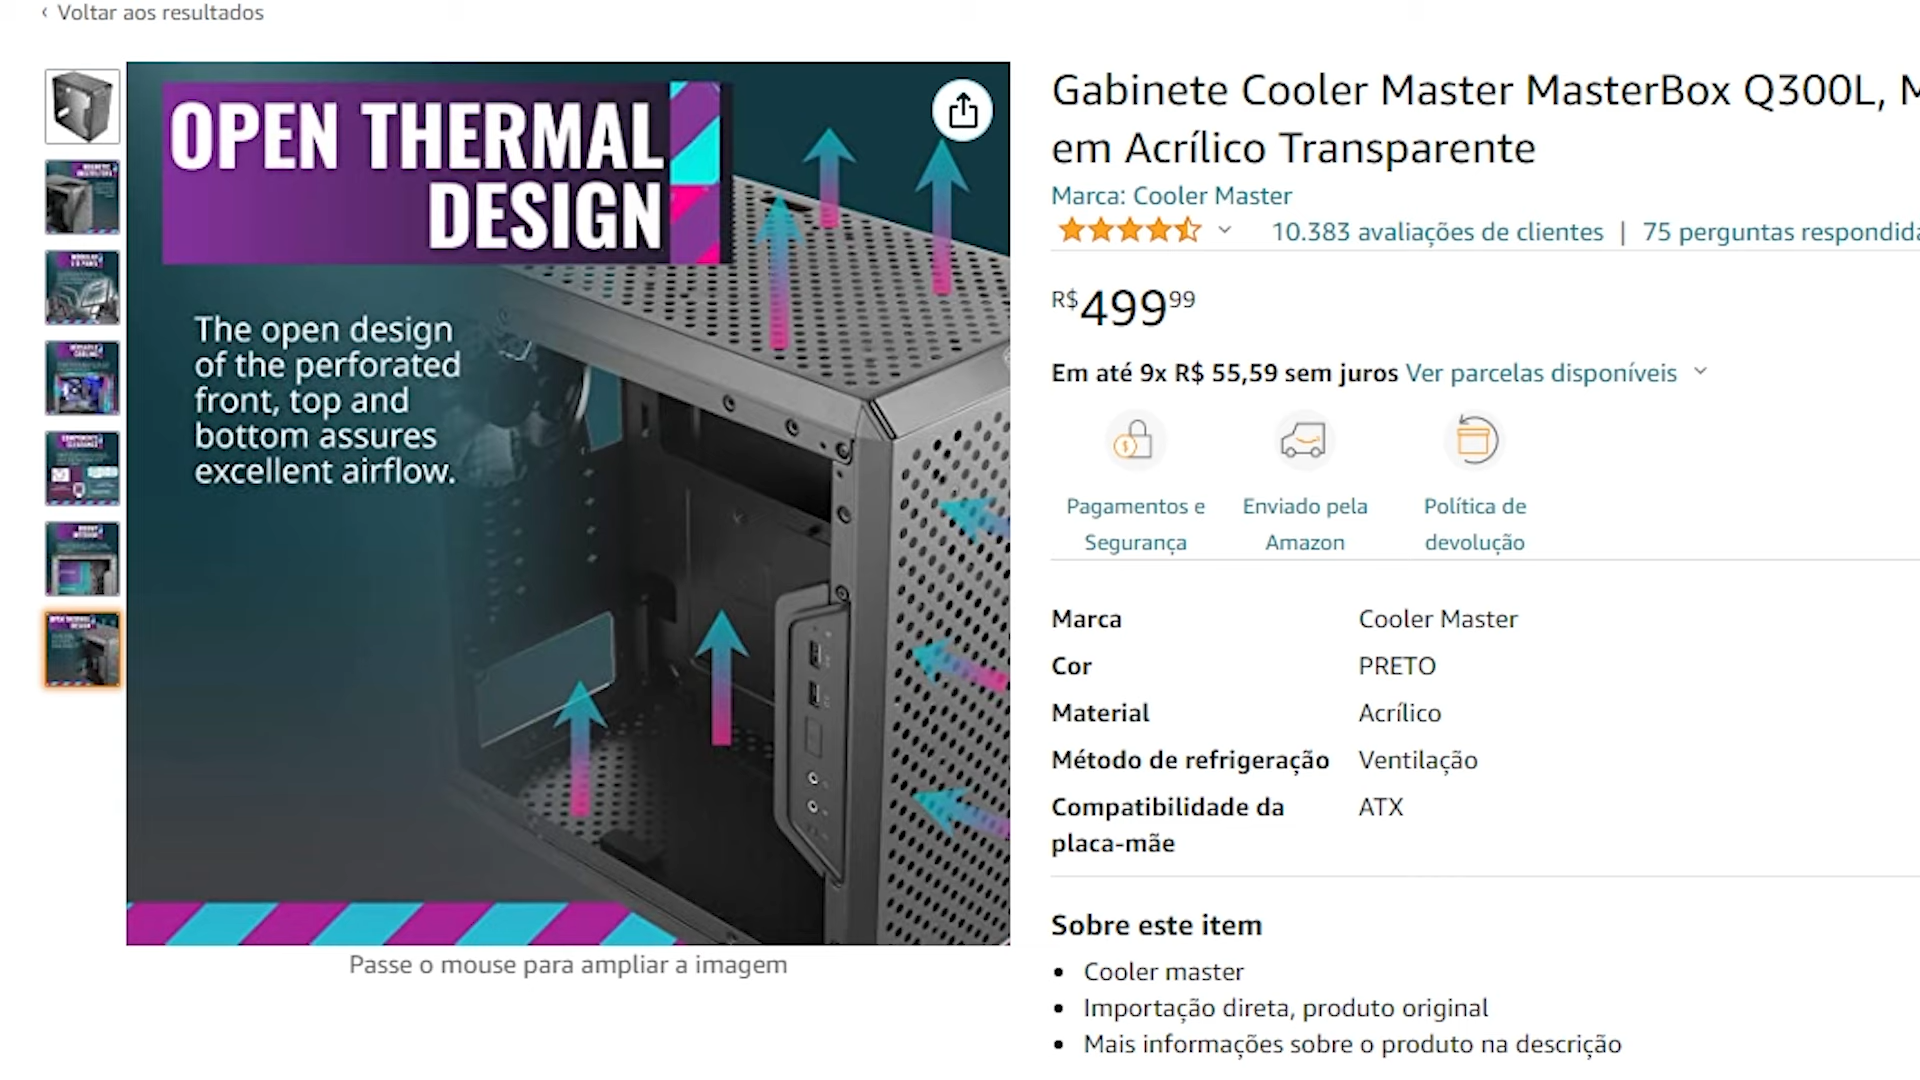 ‹ Voltar aos resultados
OPEN THERMAL
DESIGN
The open design
of the perforated
front, top and
bottom assures
excellent airflow.
Passe o mouse para ampliar a imagem
Gabinete Cooler Master MasterBox Q300L, M
em Acrílico Transparente
Marca: Cooler Master
10.383 avaliações de clientes | 75 perguntas respondida
R$49999
Em até 9x R$ 55,59 sem juros Ver parcelas disponíveis
Pagamentos e
Segurança
Enviado pela
Amazon
Política de
devolução
Marca Cooler Master
Cor PRETO
Material Acrílico
Método de refrigeração Ventilação
Compatibilidade da ATX
placa-mãe
Sobre este item
• Cooler master
• Importação direta, produto original
• Mais informações sobre o produto na descrição